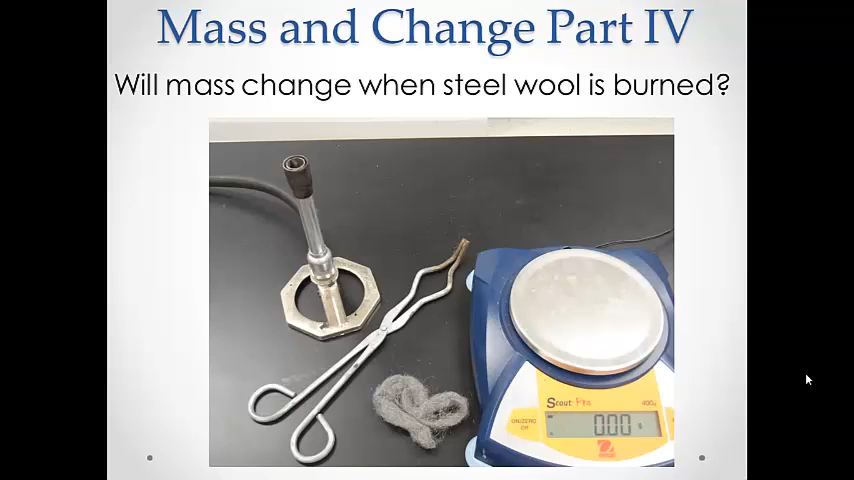 Mass and Change Part IV
Will mass change when steel wool is burned?
Scout Pro
400g
ON/ZERO
Off
0.00 g